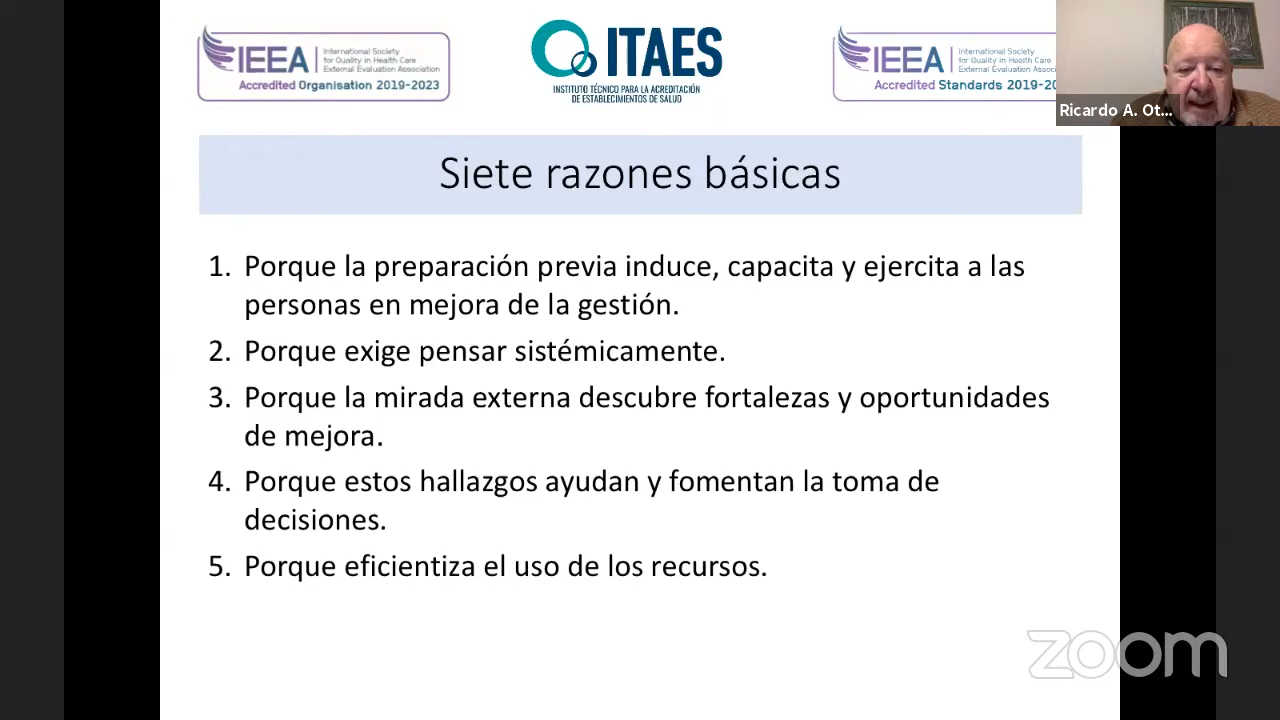 IEEA
International Society
for Quality in Health Care
External Evaluation Association
Accredited Organisation 2019-2023
ITAES
INSTITUTO TÉCNICO PARA LA ACREDITACIÓN
DE ESTABLECIMIENTOS DE SALUD
IEEA
International Society
for Quality in Health Care
External Evaluation
Accredited Standards 2019-20
Ricardo A. Ot...
Siete razones básicas
1. Porque la preparación previa induce, capacita y ejercita a las
personas en mejora de la gestión.
2. Porque exige pensar sistémicamente.
3. Porque la mirada externa descubre fortalezas y oportunidades
de mejora.
4. Porque estos hallazgos ayudan y fomentan la toma de
decisiones.
5. Porque eficientiza el uso de los recursos.
zoom